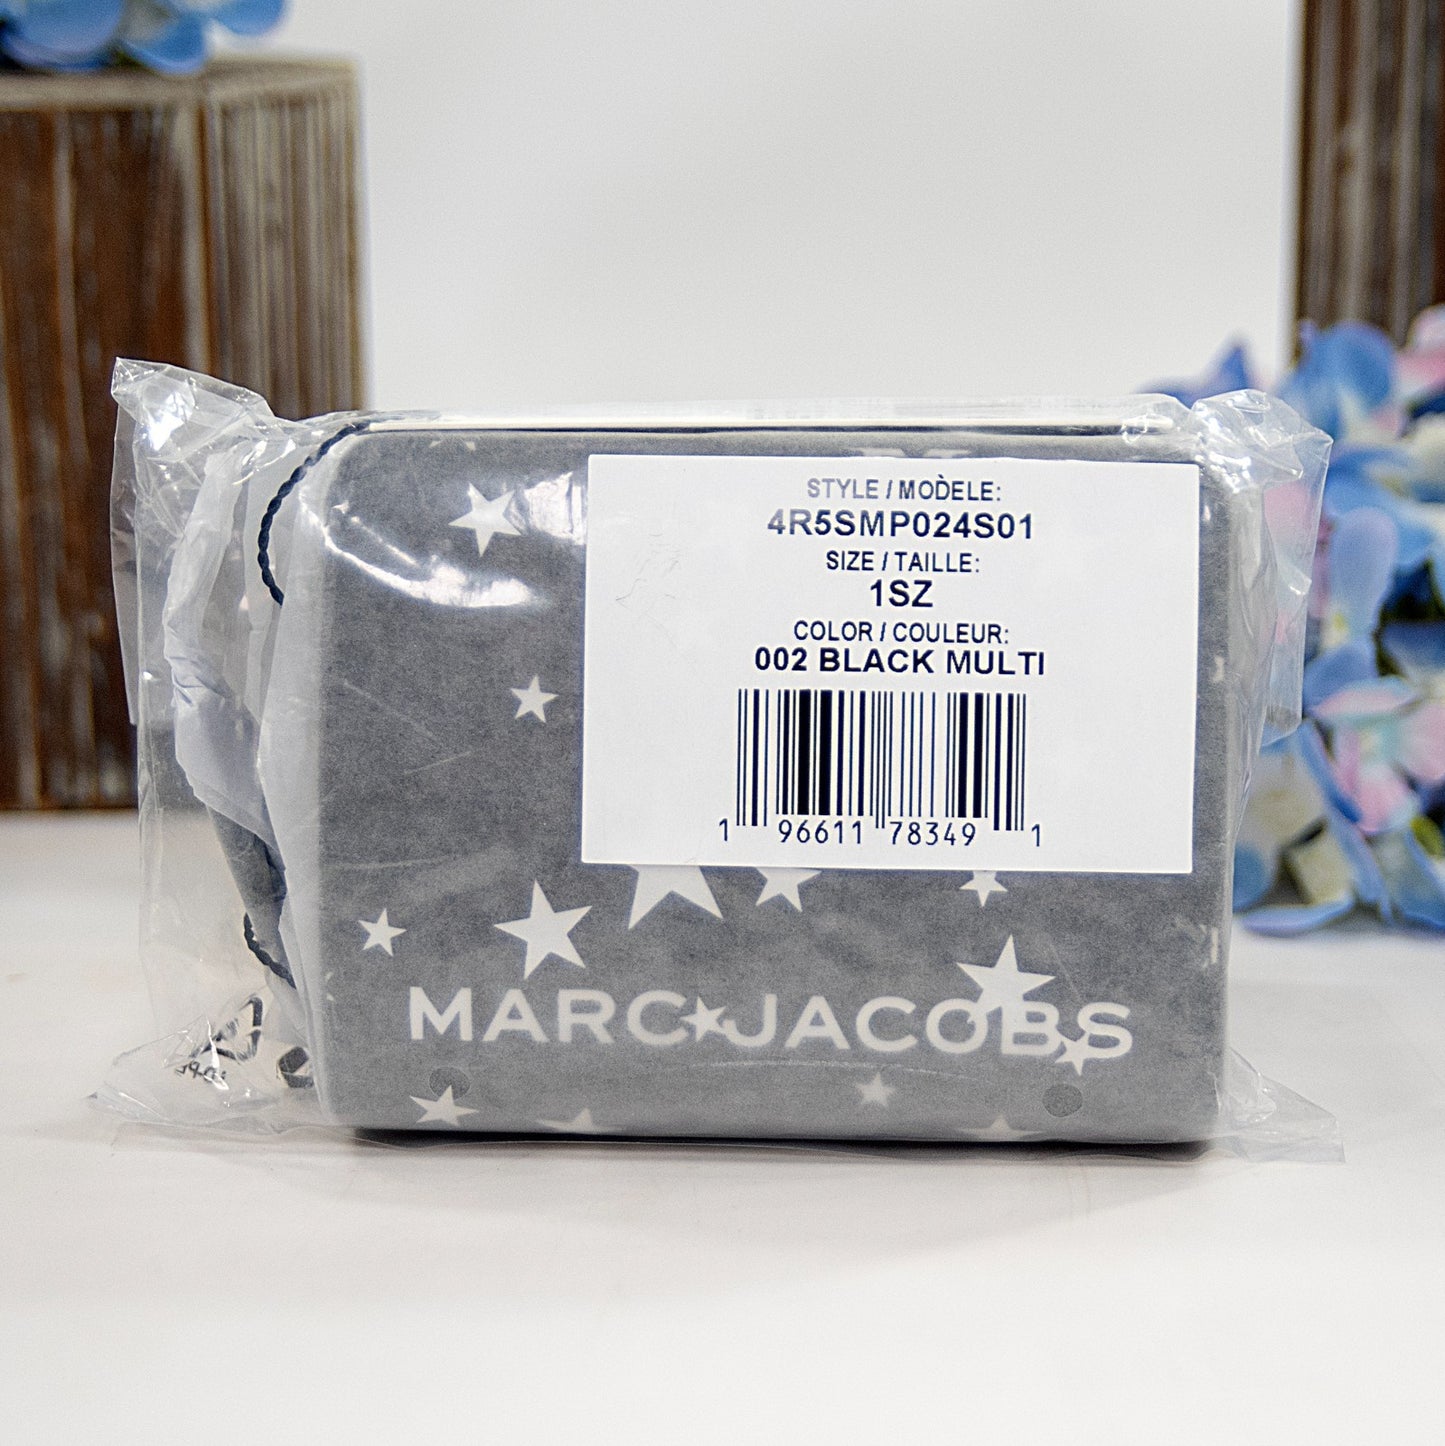 STYLE / MODÈLE:
4R5SMP024S01
SIZE / TAILLE:
1SZ
COLOR / COULEUR:
002 BLACK MULTI
1 96611 78349 1
MARC JACOBS